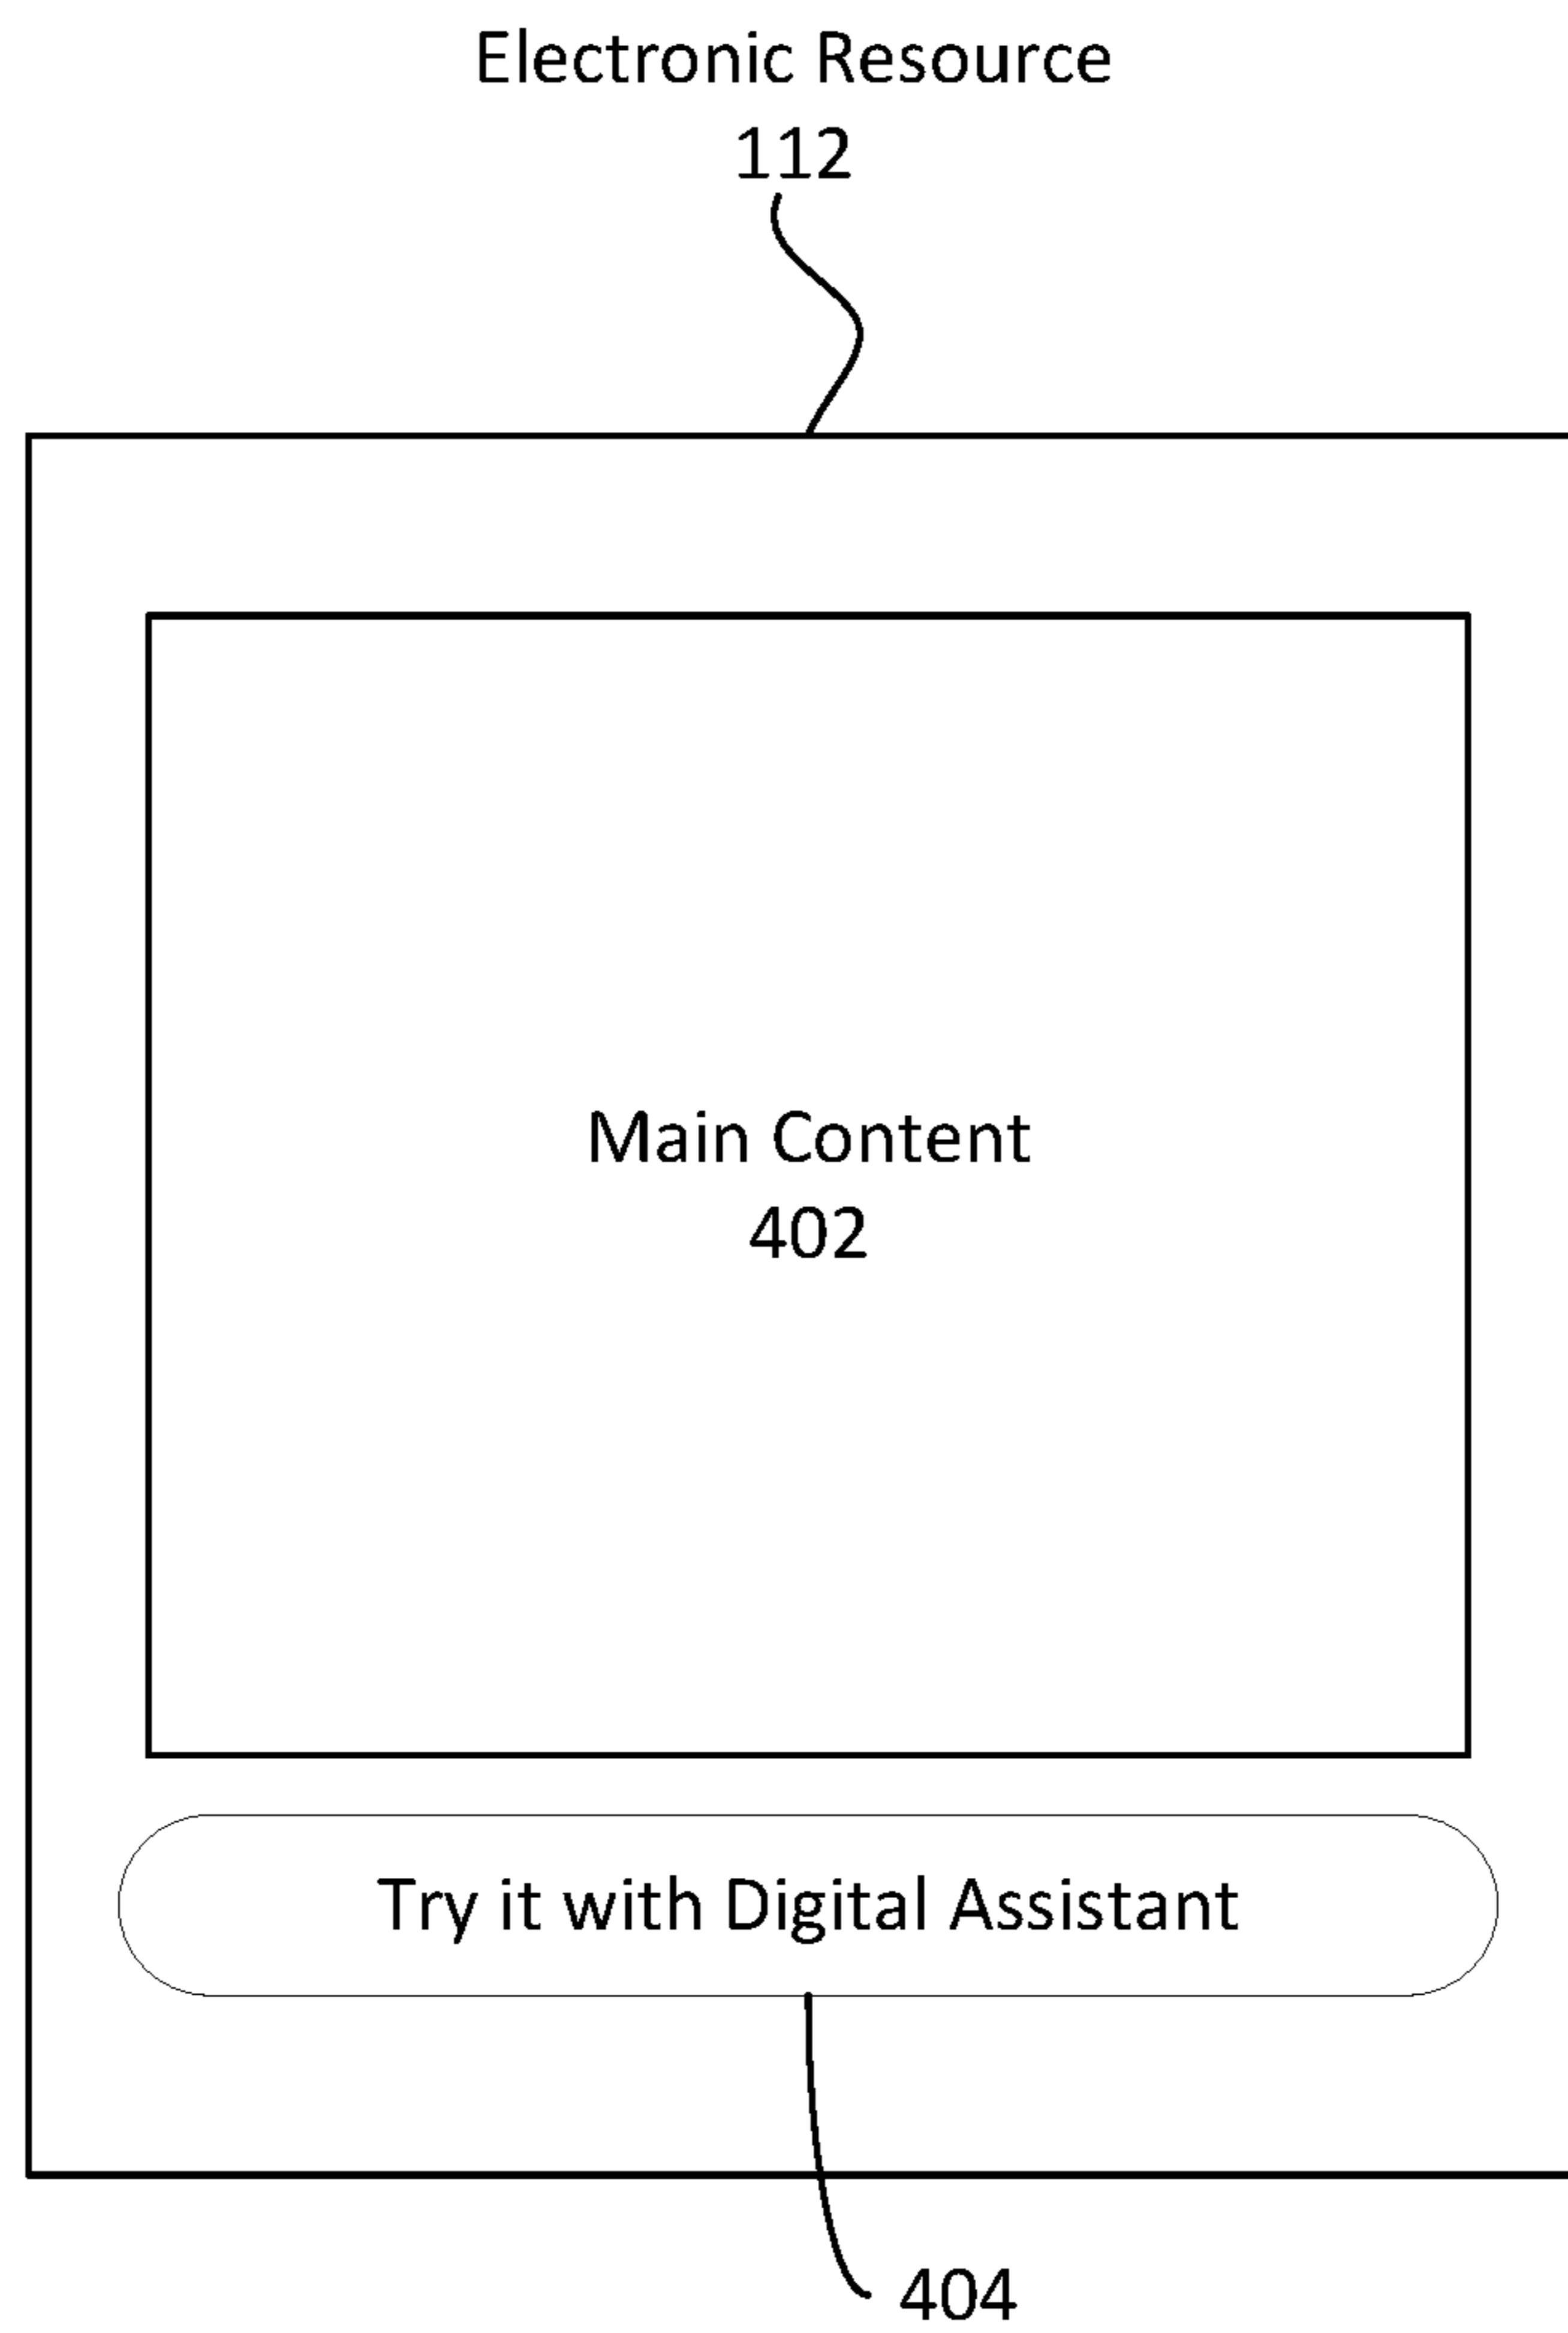 Electronic Resource
112
Main Content
402
Try it with Digital Assistant
404